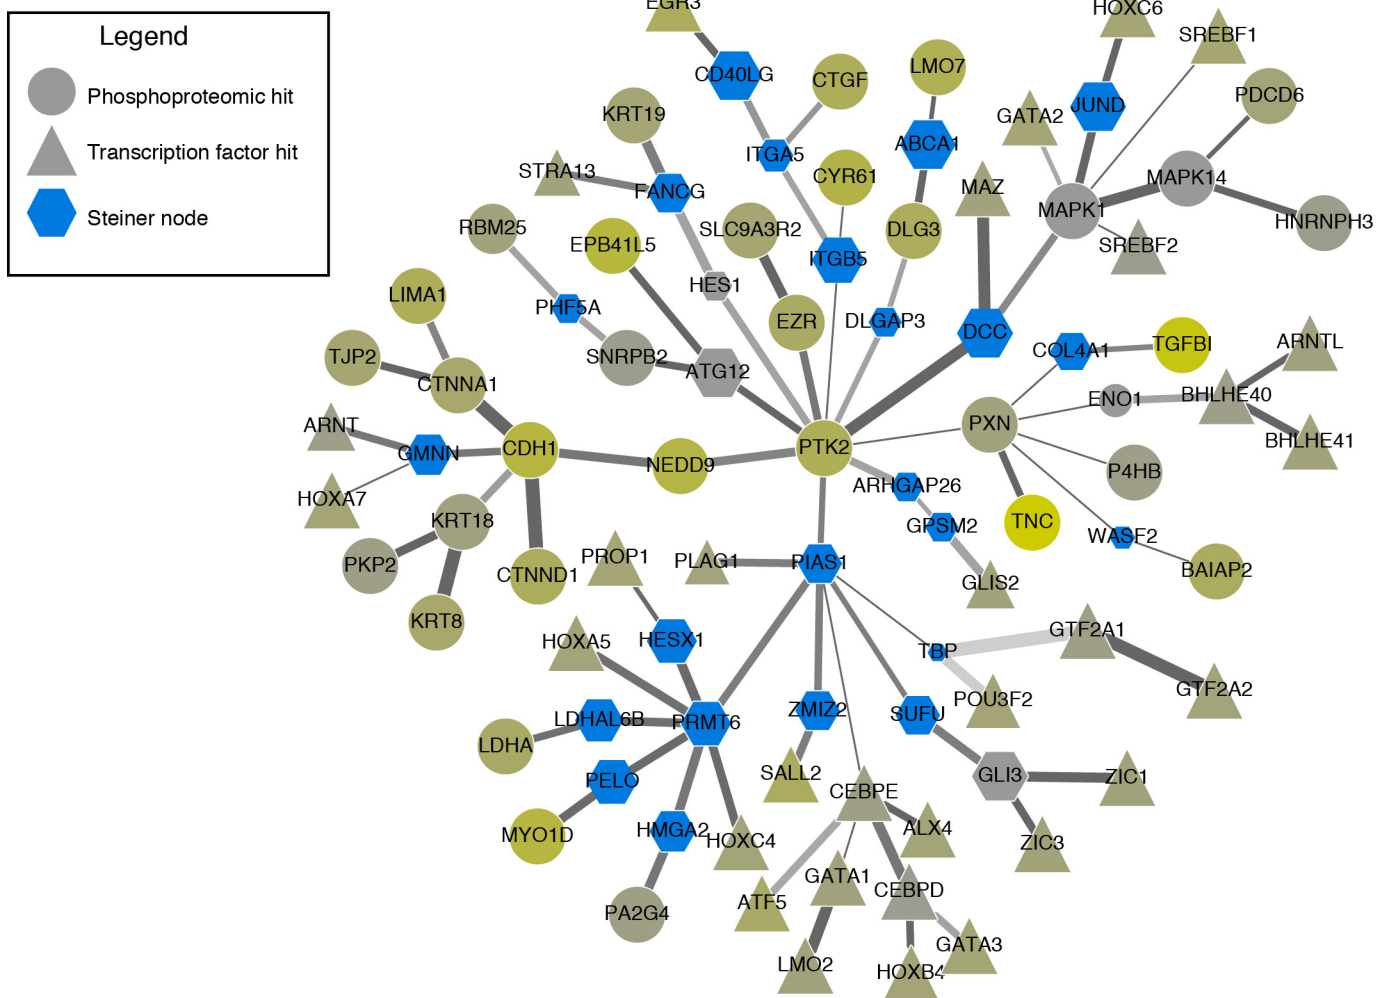 Legend
Phosphoproteomic hit
Transcription factor hit
Steiner node
EGR3
HOXC6
SREBF1
CD40LG
CTGF
LMO7
JUND
PDCD6
KRT19
GATA2
ITGA5
ABCA1
STRA13
FANCG
CYR61
MAZ
MAPK14
MAPK1
HNRNPH3
RBM25
EPB41L5
SLC9A3R2
DLG3
SREBF2
ITGB5
HES1
LIMA1
PHF5A
EZR
DLGAP3
DCC
TJP2
SNRPB2
COL4A1
TGFBI
ARNTL
CTNNA1
ATG12
ENO1
BHLHE40
ARNT
GMNN
CDH1
NEDD9
PTK2
PXN
BHLHE41
HOXA7
ARHGAP26
P4HB
KRT18
GPSM2
TNC
WASF2
PKP2
CTNND1
PROP1
PLAG1
PIAS1
GLIS2
BAIAP2
KRT8
HOXA5
HESX1
TBP
GTF2A1
GTF2A2
LDHAL6B
PRMT6
ZMIZ2
SUFU
POU3F2
LDHA
PELO
SALL2
CEBPE
GLI3
ZIC1
MYO1D
HMGA2
HOXC4
ALX4
ZIC3
GATA1
CEBPD
PA2G4
ATF5
GATA3
LMO2
HOXB4